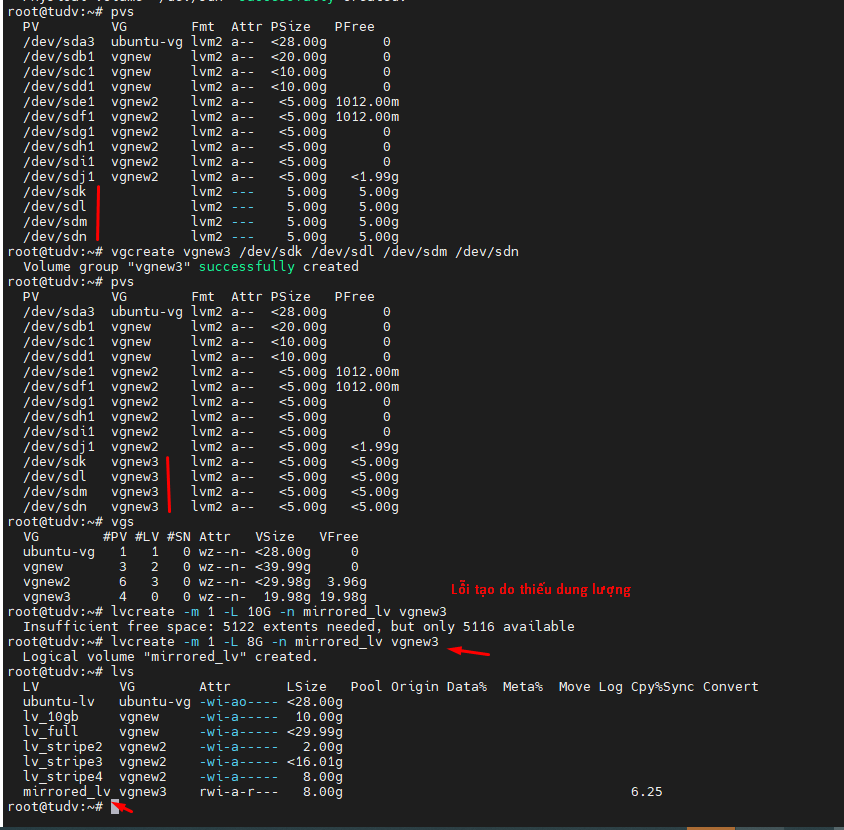 root@tudv:~# pvs
PV VG Fmt Attr PSize PFree
/dev/sda3 ubuntu-vg lvm2 a-- <28.00g 0
/dev/sdb1 vgnew lvm2 a-- <20.00g 0
/dev/sdc1 vgnew lvm2 a-- <10.00g 0
/dev/sdd1 vgnew lvm2 a-- <10.00g 0
/dev/sde1 vgnew2 lvm2 a-- <5.00g 1012.00m
/dev/sdf1 vgnew2 lvm2 a-- <5.00g 1012.00m
/dev/sdg1 vgnew2 lvm2 a-- <5.00g 0
/dev/sdh1 vgnew2 lvm2 a-- <5.00g 0
/dev/sdi1 vgnew2 lvm2 a-- <5.00g 0
/dev/sdj1 vgnew2 lvm2 a-- <5.00g <1.99g
/dev/sdk lvm2 --- 5.00g 5.00g
/dev/sdl lvm2 --- 5.00g 5.00g
/dev/sdm lvm2 --- 5.00g 5.00g
/dev/sdn lvm2 --- 5.00g 5.00g
root@tudv:~# vgcreate vgnew3 /dev/sdk /dev/sdl /dev/sdm /dev/sdn
Volume group "vgnew3" successfully created
root@tudv:~# pvs
PV VG Fmt Attr PSize PFree
/dev/sda3 ubuntu-vg lvm2 a-- <28.00g 0
/dev/sdb1 vgnew lvm2 a-- <20.00g 0
/dev/sdc1 vgnew lvm2 a-- <10.00g 0
/dev/sdd1 vgnew lvm2 a-- <10.00g 0
/dev/sde1 vgnew2 lvm2 a-- <5.00g 1012.00m
/dev/sdf1 vgnew2 lvm2 a-- <5.00g 1012.00m
/dev/sdg1 vgnew2 lvm2 a-- <5.00g 0
/dev/sdh1 vgnew2 lvm2 a-- <5.00g 0
/dev/sdi1 vgnew2 lvm2 a-- <5.00g 0
/dev/sdj1 vgnew2 lvm2 a-- <5.00g <1.99g
/dev/sdk vgnew3 lvm2 a-- <5.00g <5.00g
/dev/sdl vgnew3 lvm2 a-- <5.00g <5.00g
/dev/sdm vgnew3 lvm2 a-- <5.00g <5.00g
/dev/sdn vgnew3 lvm2 a-- <5.00g <5.00g
root@tudv:~# vgs
VG #PV #LV #SN Attr VSize VFree
ubuntu-vg 1 1 0 wz--n- <28.00g 0
vgnew 3 2 0 wz--n- <39.99g 0
vgnew2 6 3 0 wz--n- <29.98g 3.96g
vgnew3 4 0 0 wz--n- 19.98g 19.98g
Lỗi tạo do thiếu dung lượng
root@tudv:~# lvcreate -m 1 -L 10G -n mirrored_lv vgnew3
Insufficient free space: 5122 extents needed, but only 5116 available
root@tudv:~# lvcreate -m 1 -L 8G -n mirrored_lv vgnew3
Logical volume "mirrored_lv" created.
root@tudv:~# lvs
LV VG Attr LSize Pool Origin Data% Meta% Move Log Cpy%Sync Convert
ubuntu-lv ubuntu-vg -wi-ao---- <28.00g
lv_10gb vgnew -wi-a----- 10.00g
lv_full vgnew -wi-a----- <29.99g
lv_stripe2 vgnew2 -wi-a----- 2.00g
lv_stripe3 vgnew2 -wi-a----- <16.01g
lv_stripe4 vgnew2 -wi-a----- 8.00g
mirrored_lv vgnew3 rwi-a-r--- 8.00g 6.25
root@tudv:~#